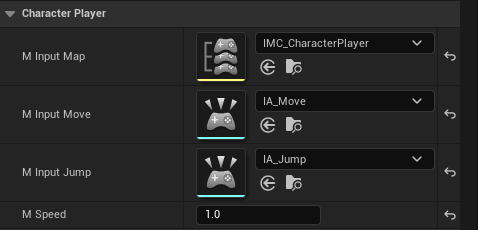 Character Player
M Input Map
IMC_CharacterPlayer
M Input Move
IA_Move
M Input Jump
IA_Jump
M Speed
1.0